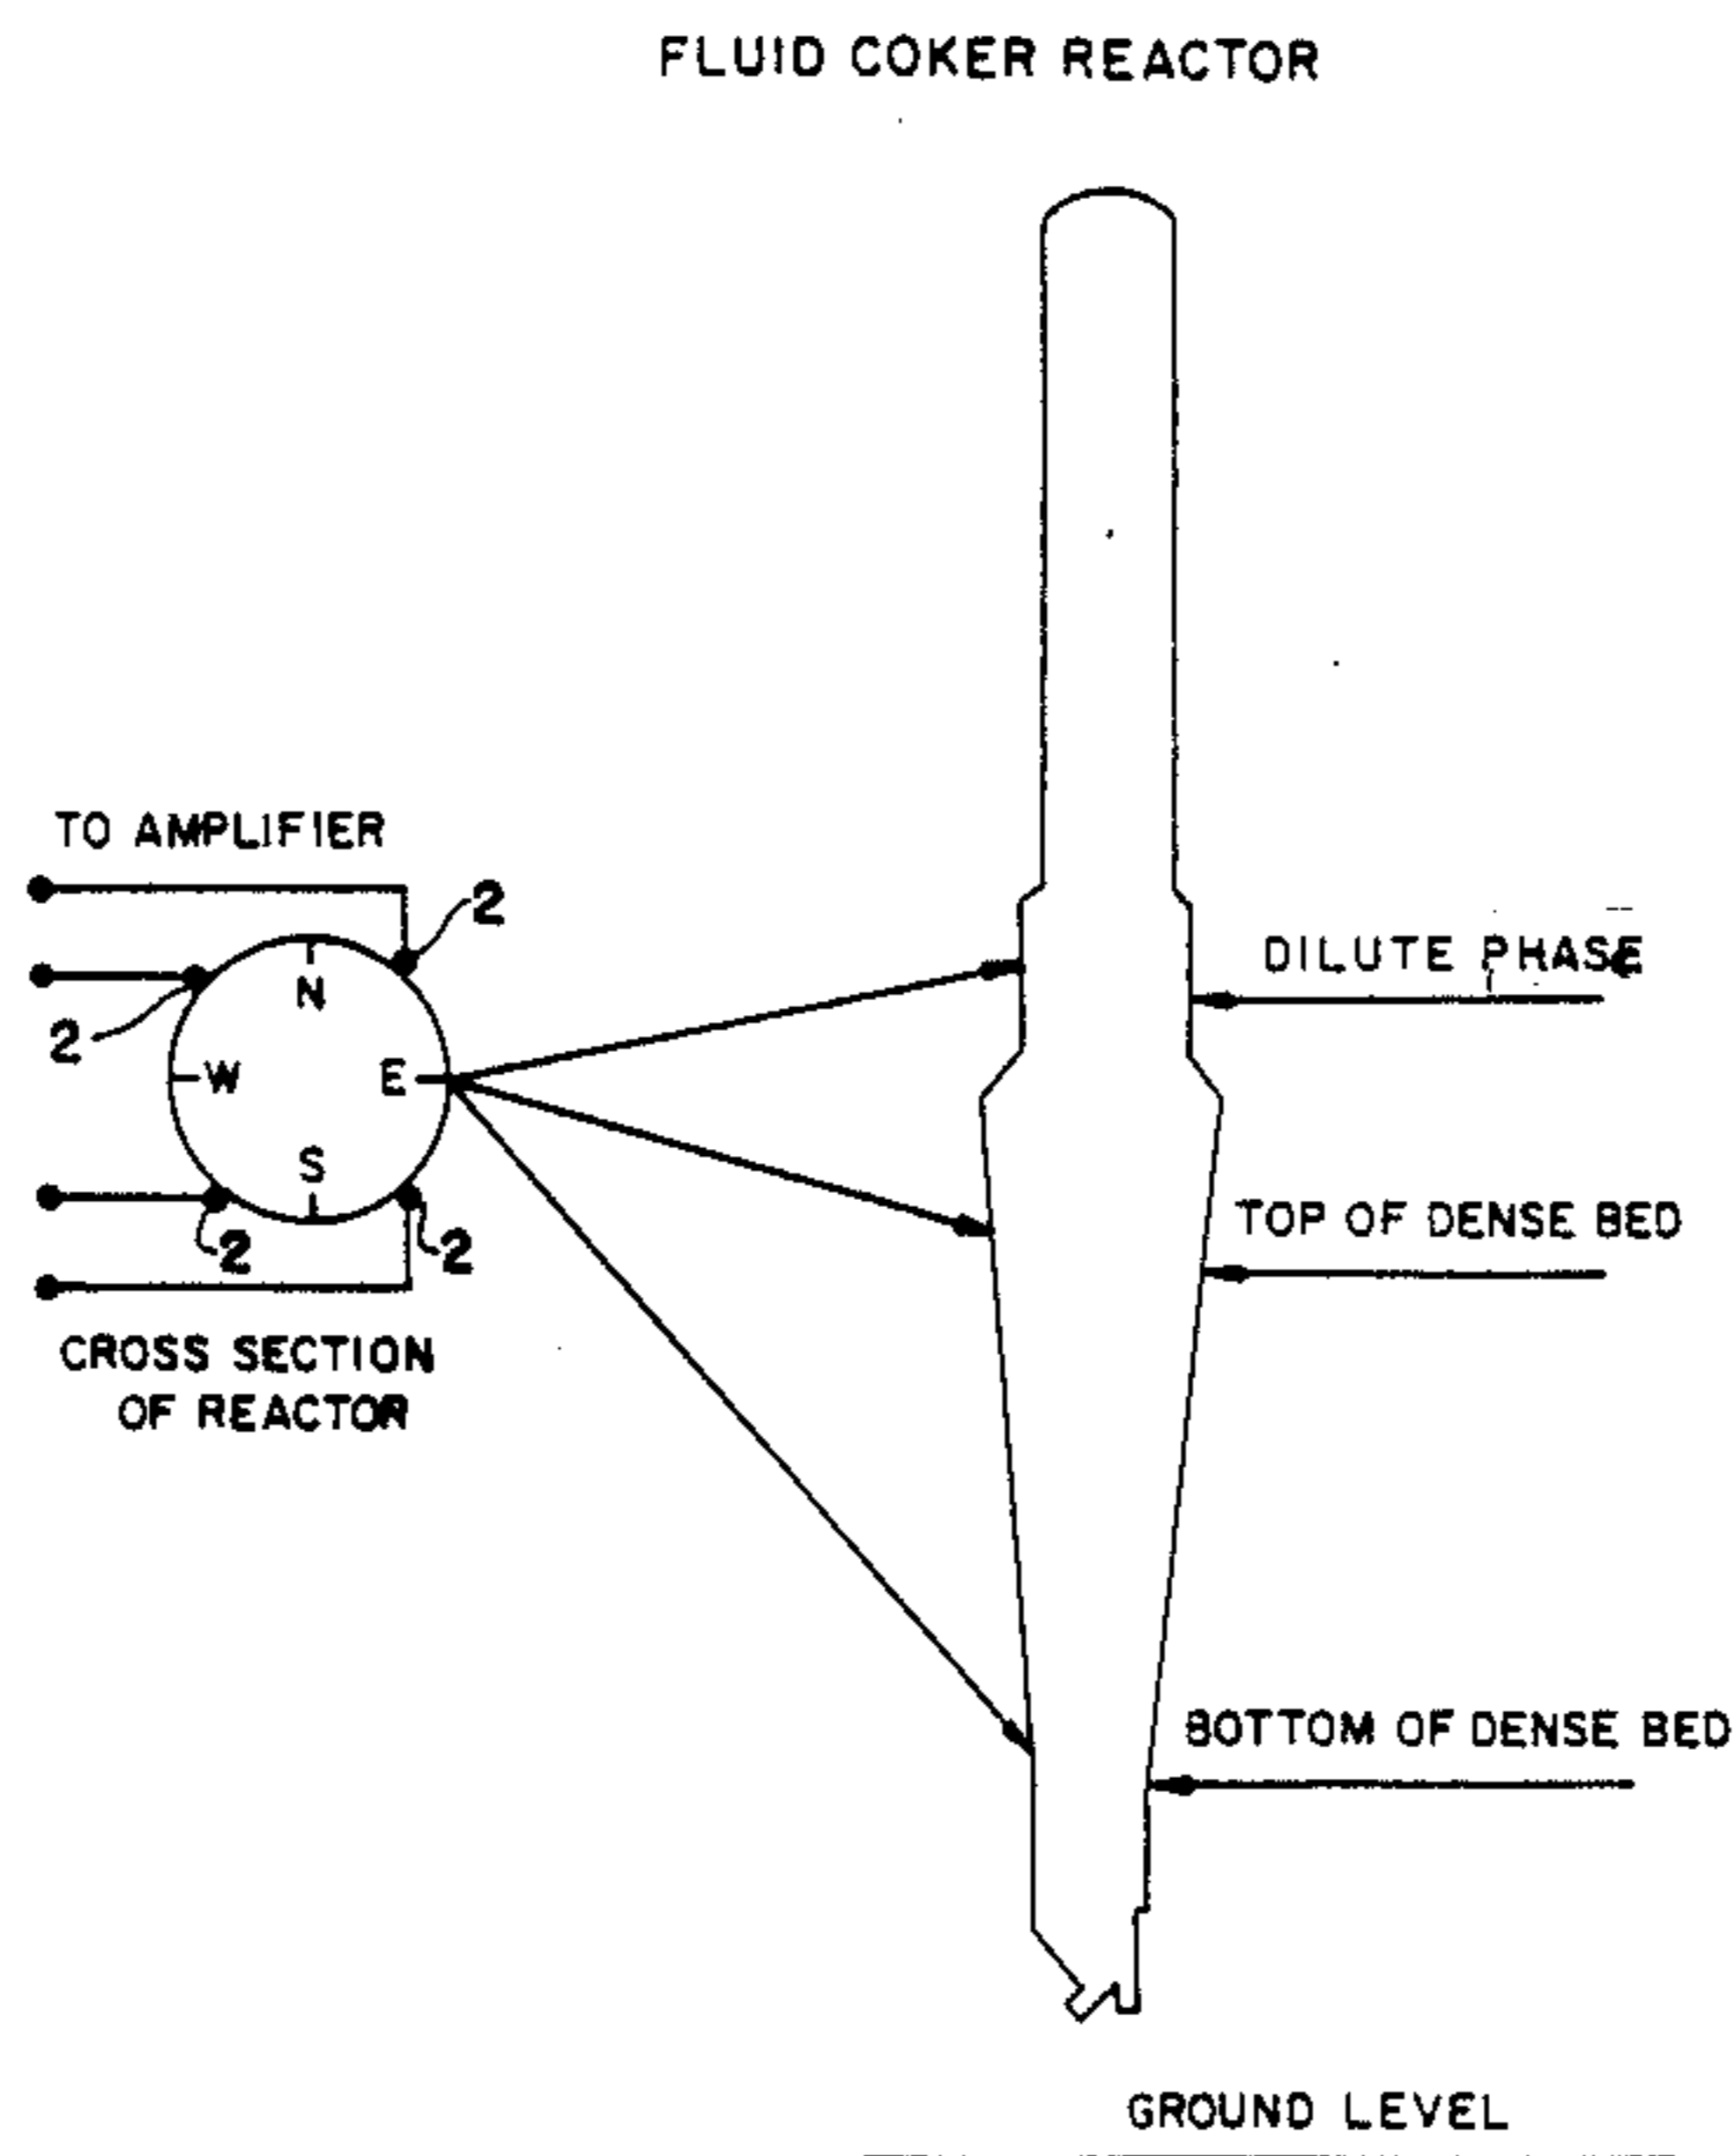 FLUID COKER REACTOR
TO AMPLIFIER
2
2
N
W
E
S
2
2
CROSS SECTION
OF REACTOR
DILUTE PHASE
TOP OF DENSE BED
BOTTOM OF DENSE BED
GROUND LEVEL